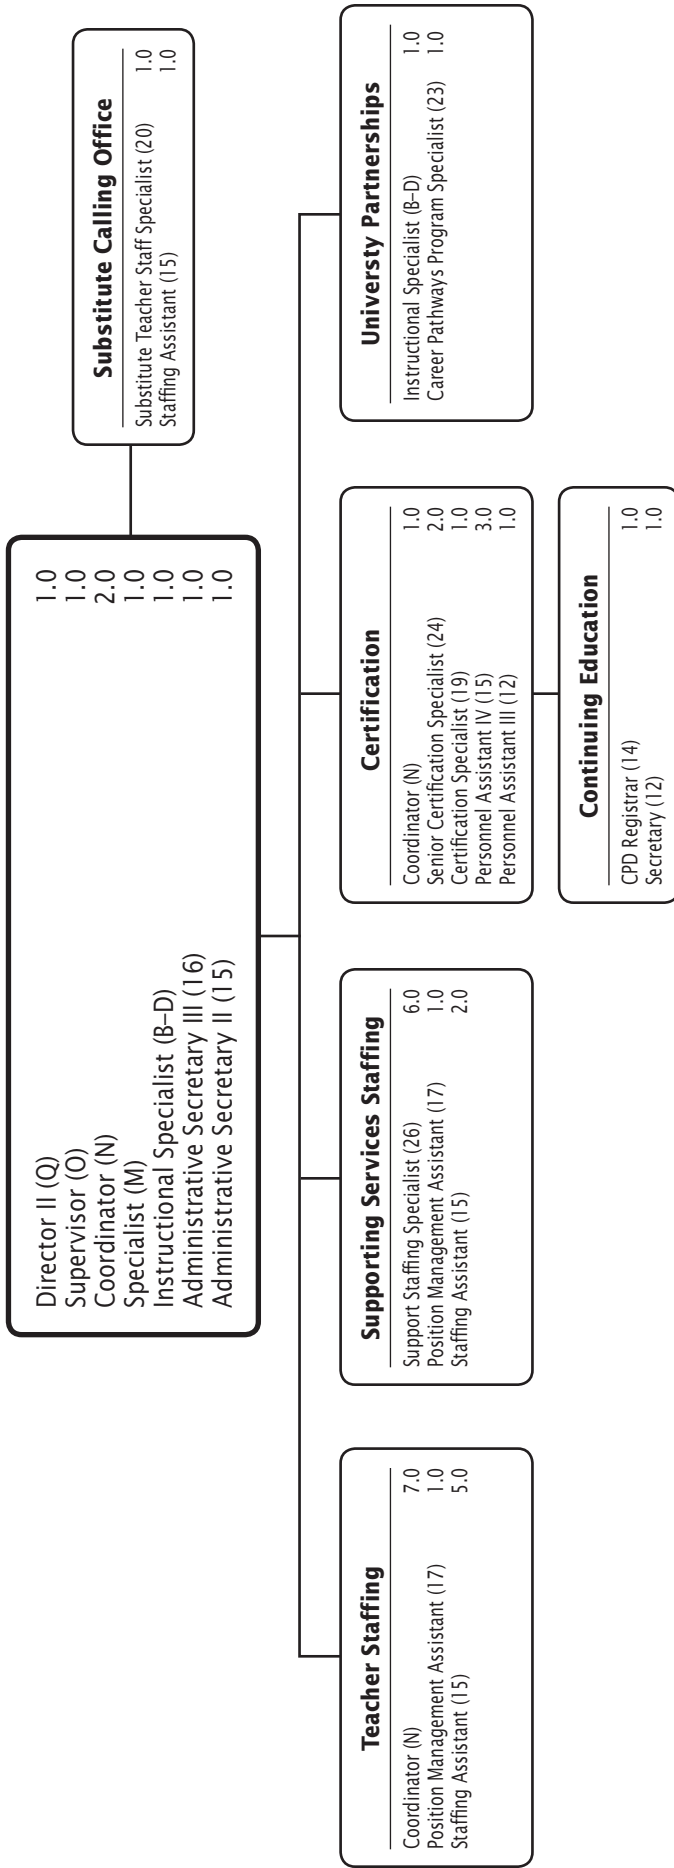 Director II (Q) 1.0
Supervisor (O) 1.0
Coordinator (N) 2.0
Specialist (M) 1.0
Instructional Specialist (B–D) 1.0
Administrative Secretary III (16) 1.0
Administrative Secretary II (15) 1.0
Substitute Calling Office
Substitute Teacher Staff Specialist (20) 1.0
Staffing Assistant (15) 1.0
Teacher Staffing
Coordinator (N) 7.0
Position Management Assistant (17) 1.0
Staffing Assistant (15) 5.0
Supporting Services Staffing
Support Staffing Specialist (26) 6.0
Position Management Assistant (17) 1.0
Staffing Assistant (15) 2.0
Certification
Coordinator (N) 1.0
Senior Certification Specialist (24) 2.0
Certification Specialist (19) 1.0
Personnel Assistant IV (15) 3.0
Personnel Assistant III (12) 1.0
Universty Partnerships
Instructional Specialist (B–D) 1.0
Career Pathways Program Specialist (23) 1.0
Continuing Education
CPD Registrar (14) 1.0
Secretary (12) 1.0